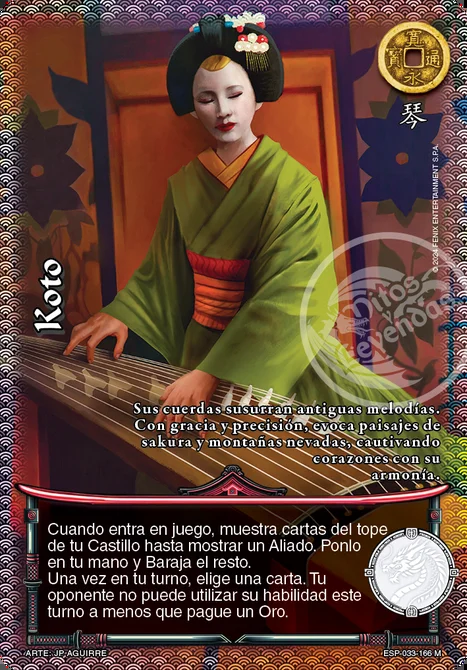 寛
寶 通
永
琴
© 2024 FENIX ENTERTAINMENT S.P.A.
Koto
Mitos
Leyendas
Sus cuerdas susurran antiguas melodías.
Con gracia y precisión, evoca paisajes de
sakura y montañas nevadas, cautivando
corazones con su
armonía.
Cuando entra en juego, muestra cartas del tope
de tu Castillo hasta mostrar un Aliado. Ponlo
en tu mano y Baraja el resto.
Una vez en tu turno, elige una carta. Tu
oponente no puede utilizar su habilidad este
turno a menos que pague un Oro.
ARTE: JP-AGUIRRE
ESP-033-166 M.